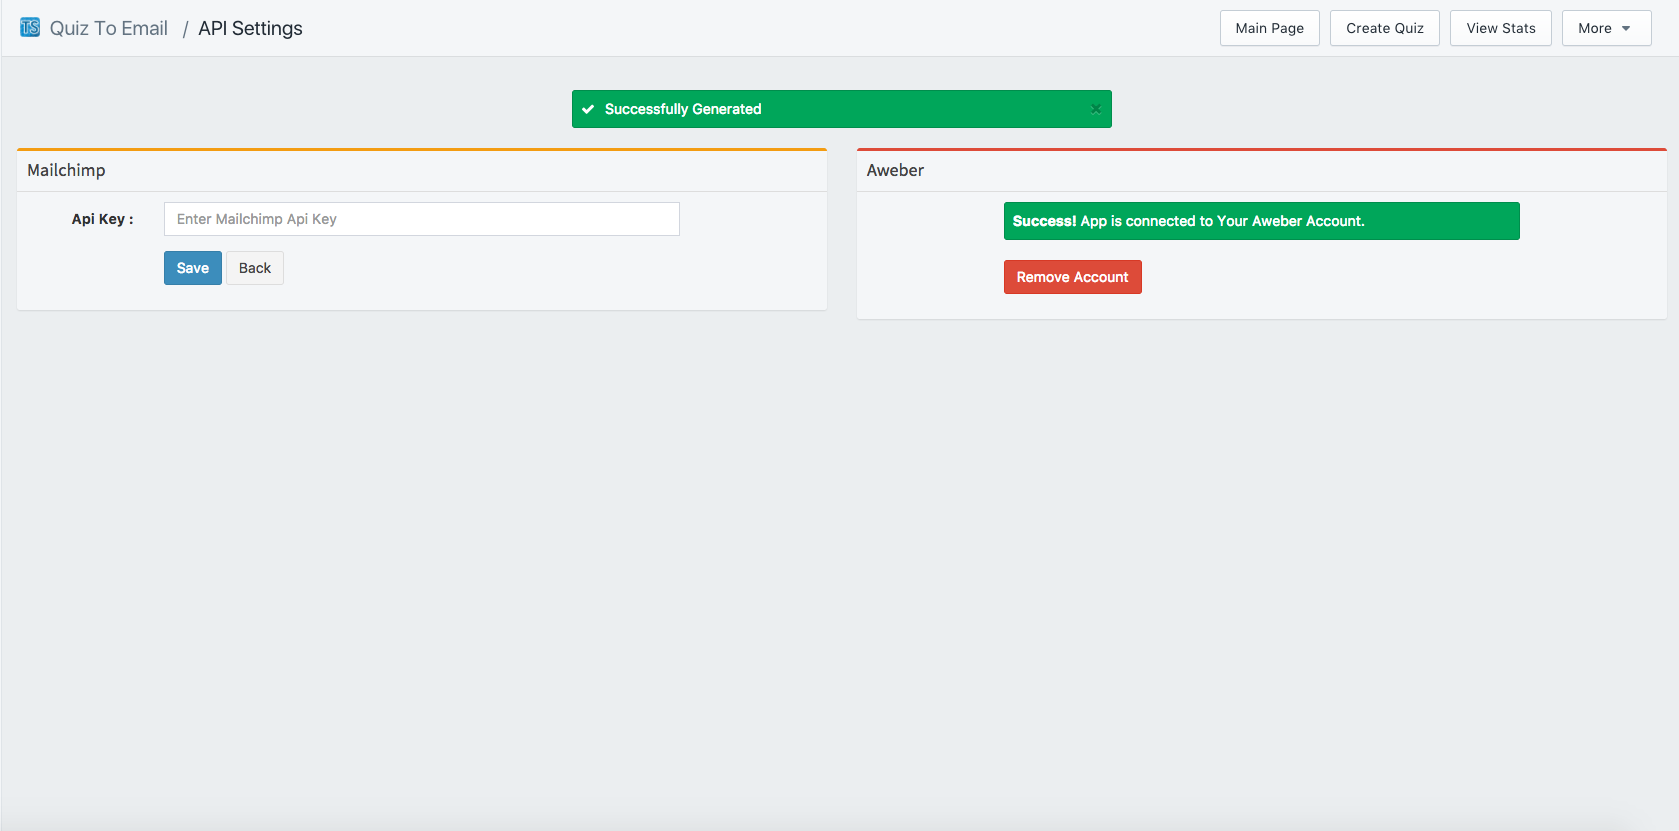 TS Quiz To Email / API Settings
Main Page
Create Quiz
View Stats
More
Successfully Generated
Mailchimp
Api Key :
Enter Mailchimp Api Key
Save
Back
Aweber
Success! App is connected to Your Aweber Account.
Remove Account